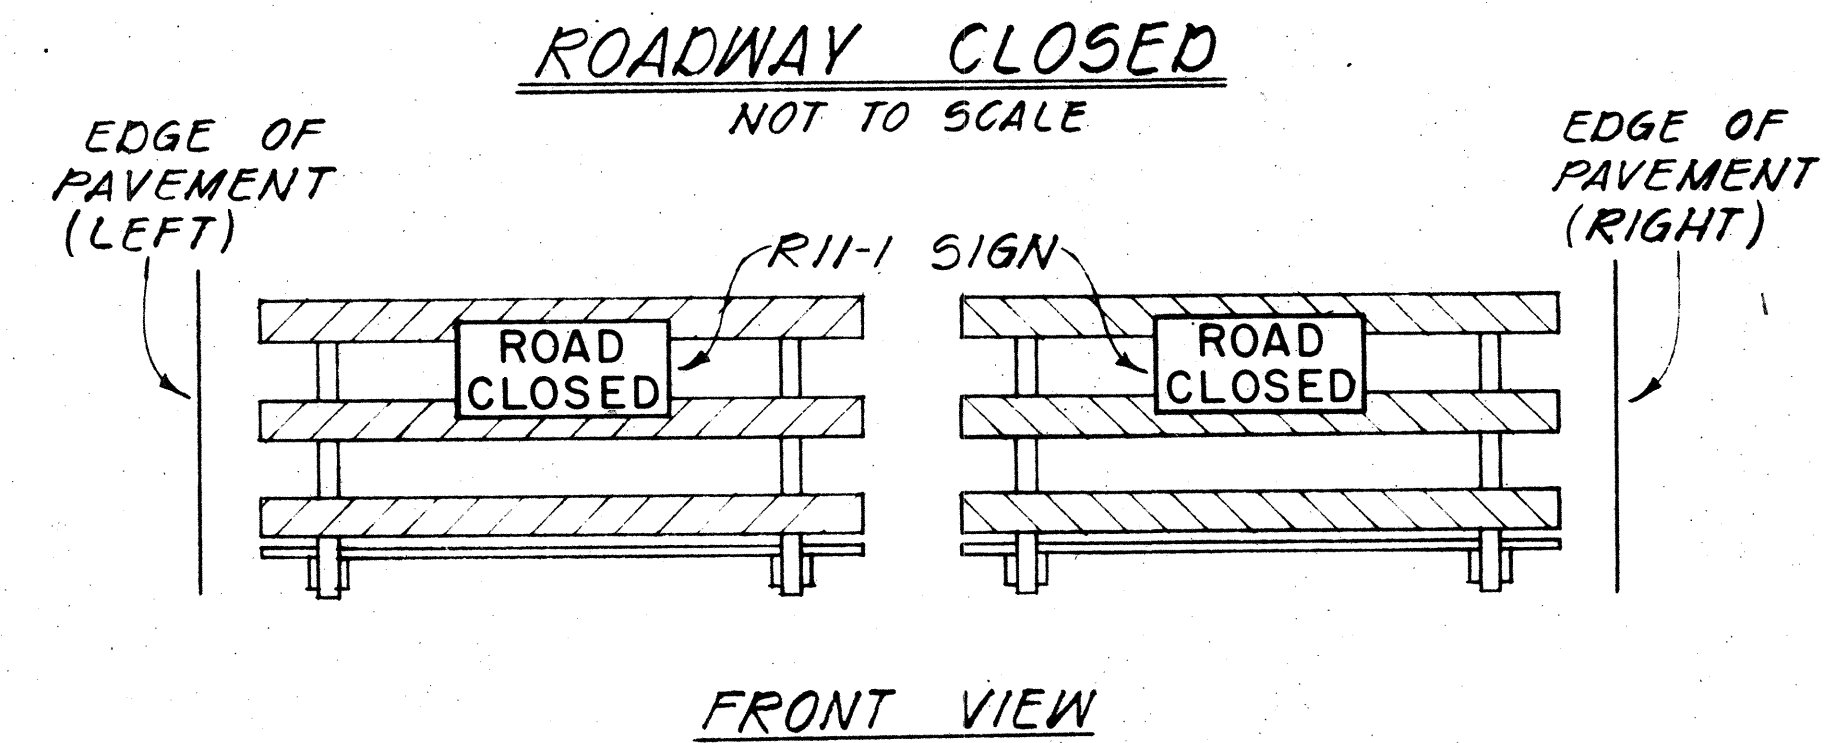 ROADWAY CLOSED
NOT TO SCALE
EDGE OF
PAVEMENT
(LEFT)
EDGE OF
PAVEMENT
(RIGHT)
R11-1 SIGN
ROAD
CLOSED
ROAD
CLOSED
FRONT VIEW